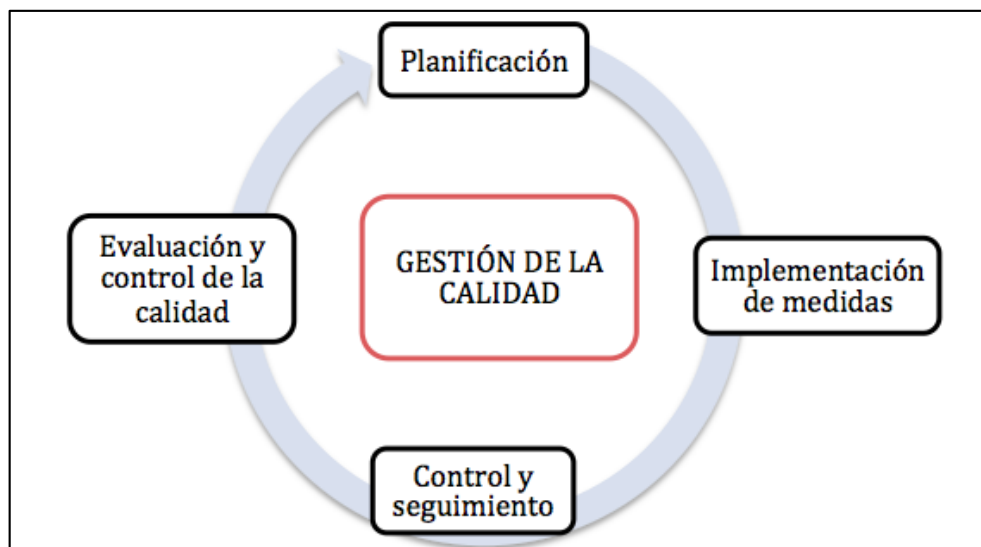 Planificación
Implementación
de medidas
Control y
seguimiento
Evaluación y
control de la
calidad
GESTIÓN DE LA
CALIDAD